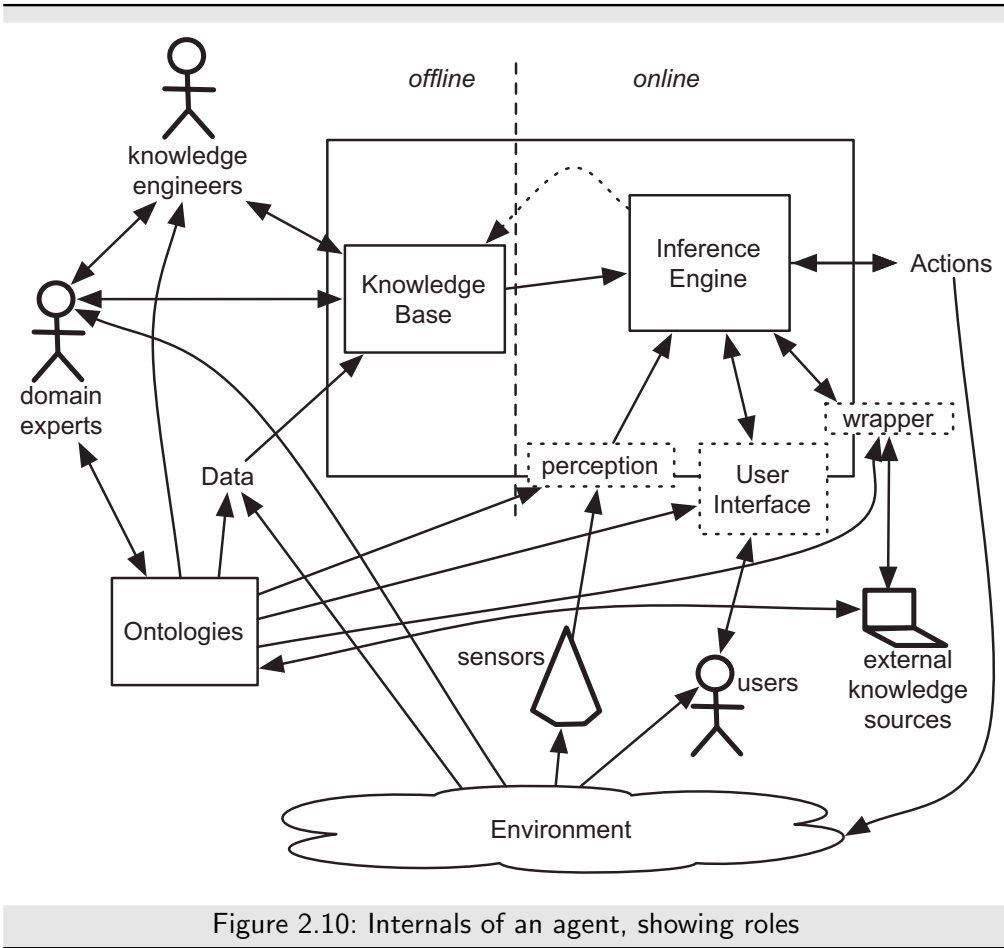 offline
online
knowledge
engineers
Inference
Engine
Actions
Knowledge
Base
domain
experts
wrapper
perception
User
Interface
Data
Ontologies
sensors
users
external
knowledge
sources
Environment
Figure 2.10: Internals of an agent, showing roles